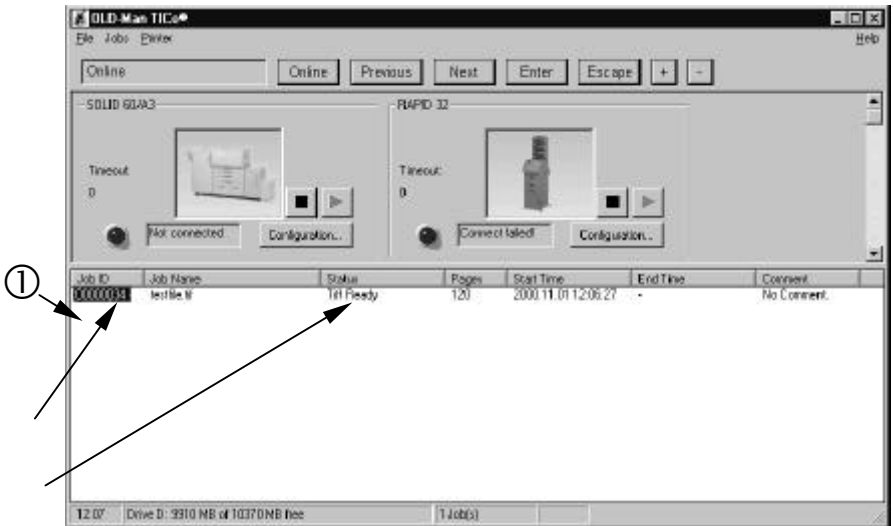 OLD-Man TICo®
File Jobs Printer Help
Online Online Previous Next Enter Escape + -
SOLID 60/A3 RAPID 32
Timeout: Timeout:
0 0
Not connected Configuration... Connect failed! Configuration...
Job ID Job Name Status Pages Start Time End Time Comment
①
00000034 testfile.tif Tiff Ready 120 2000.11.01 12:06:27 - No Comment.
12:07 Drive D: 9910 MB of 10370 MB free 1 Job(s)